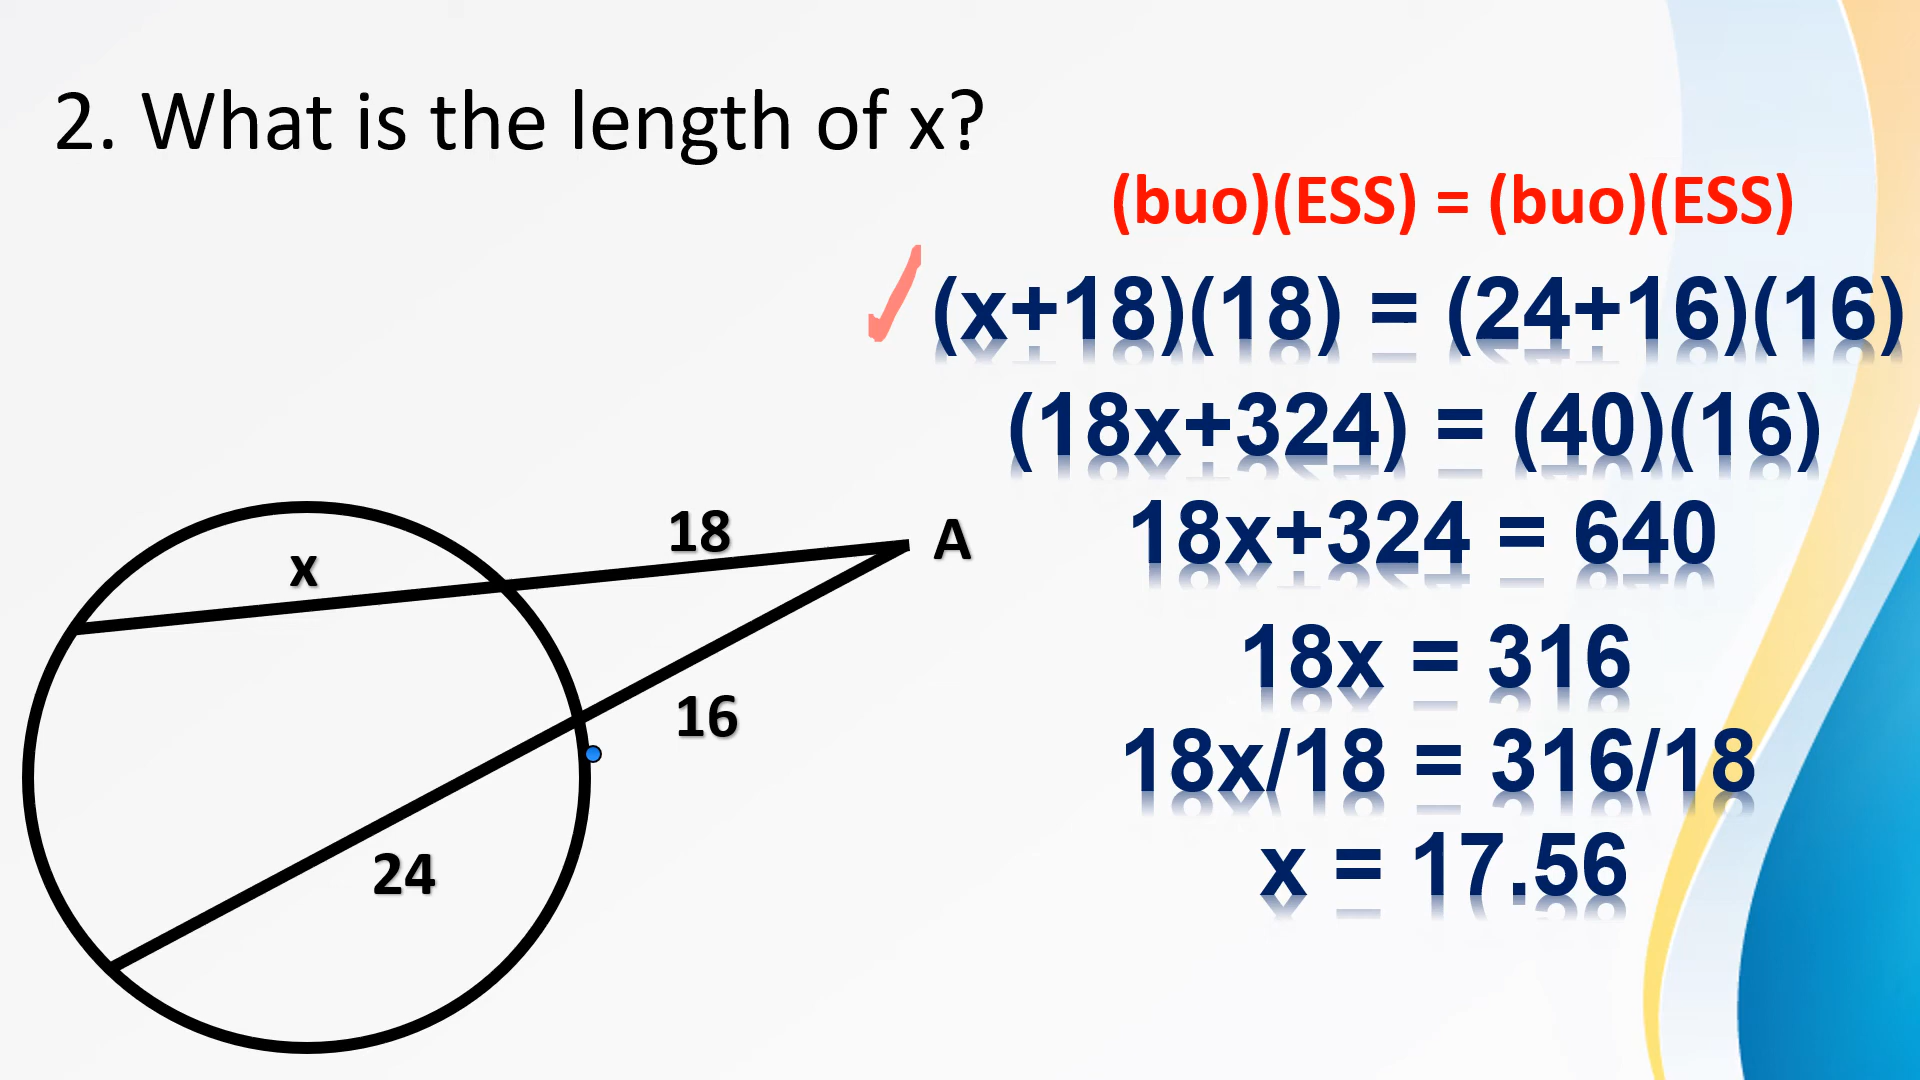 2. What is the length of x?
(buo)(ESS) = (buo)(ESS)
(x+18)(18) = (24+16)(16)
(18x+324) = (40)(16)
18x+324 = 640
18x = 316
18x/18 = 316/18
x = 17.56
x
18
A
16
24